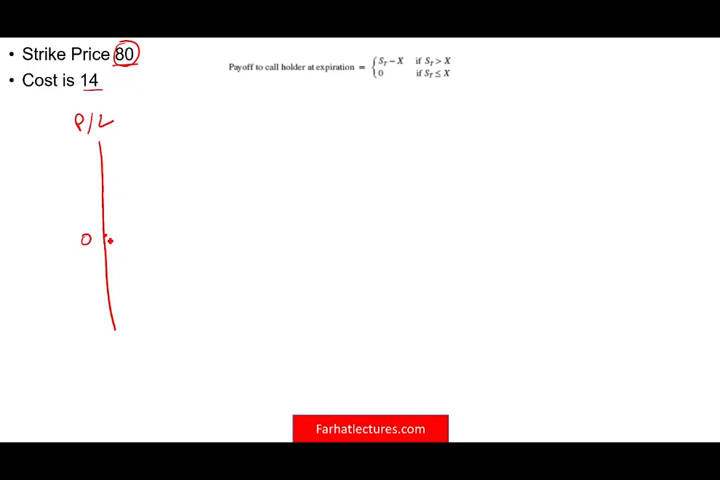 • Strike Price 80
• Cost is 14
Payoff to call holder at expiration = { S_T − X if S_T > X
0 if S_T ≤ X
P/L
0
Farhatlectures.com